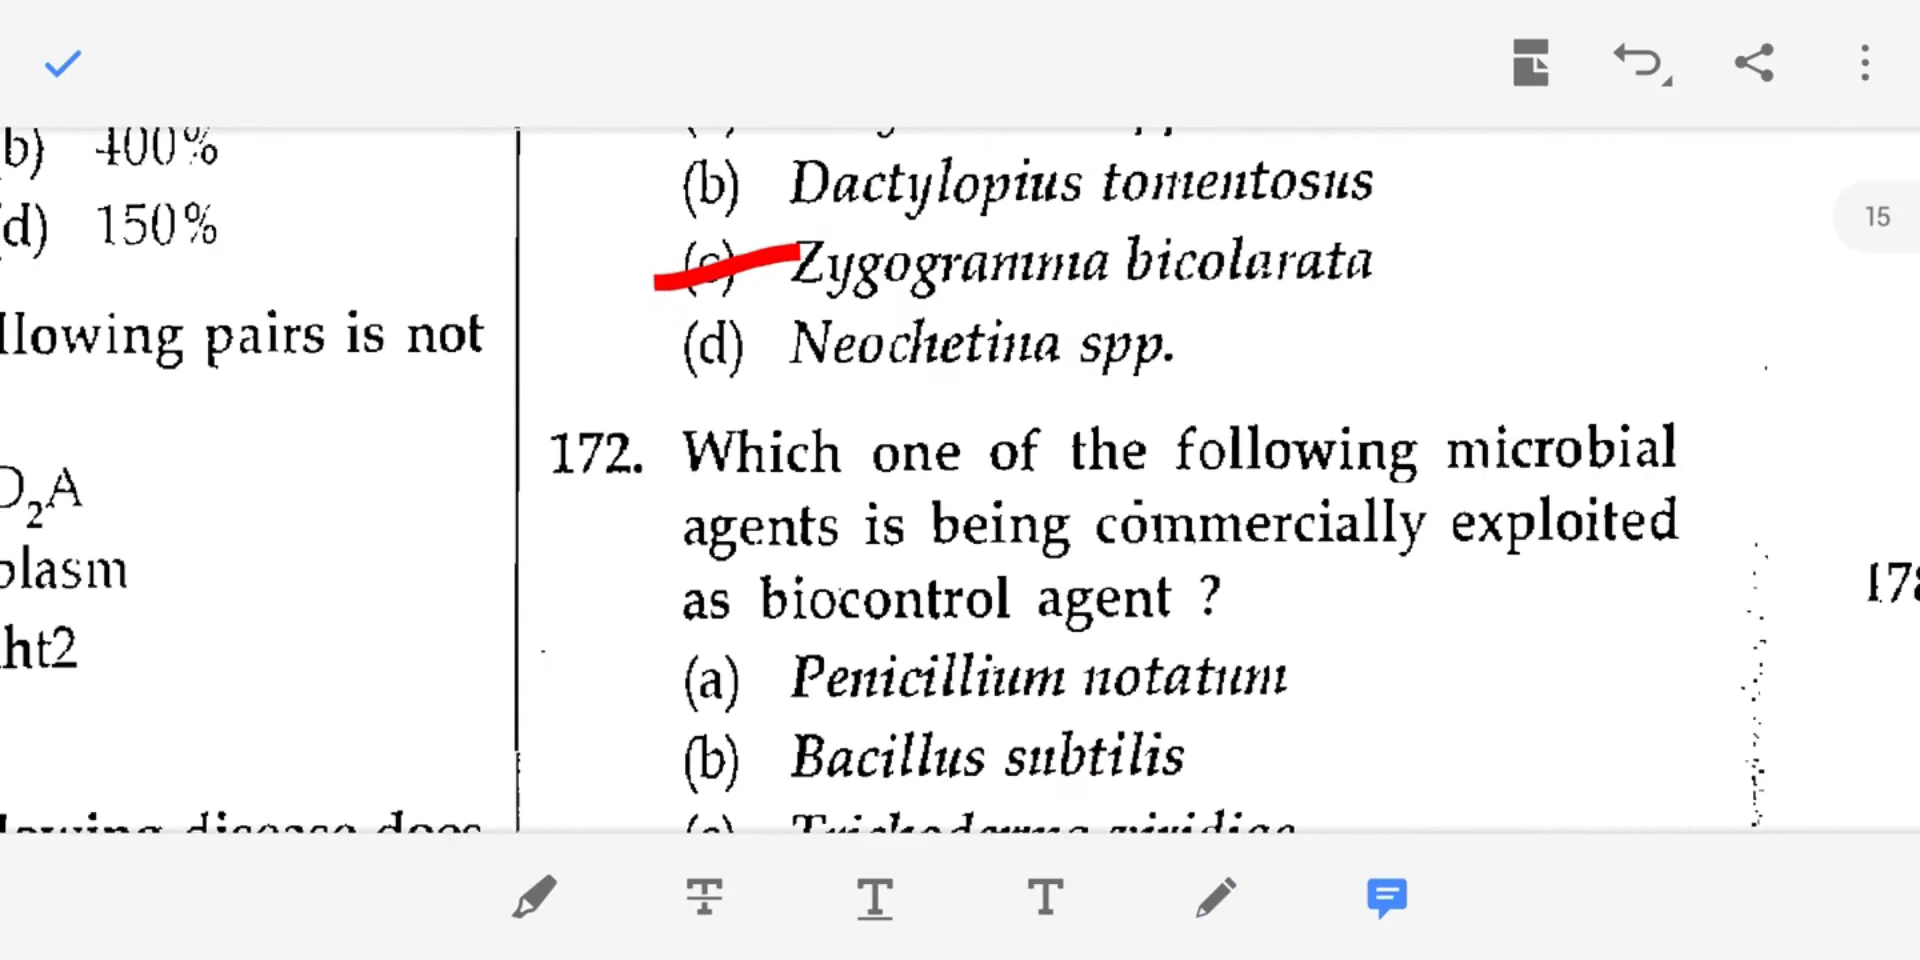 b) 400%
d) 150%
llowing pairs is not
D₂A
plasm
ht2
(b) Dactylopius tomentosus
(c) Zygogramma bicolarata
(d) Neochetina spp.
172. Which one of the following microbial
agents is being commercially exploited
as biocontrol agent ?
(a) Penicillium notatum
(b) Bacillus subtilis
15
178